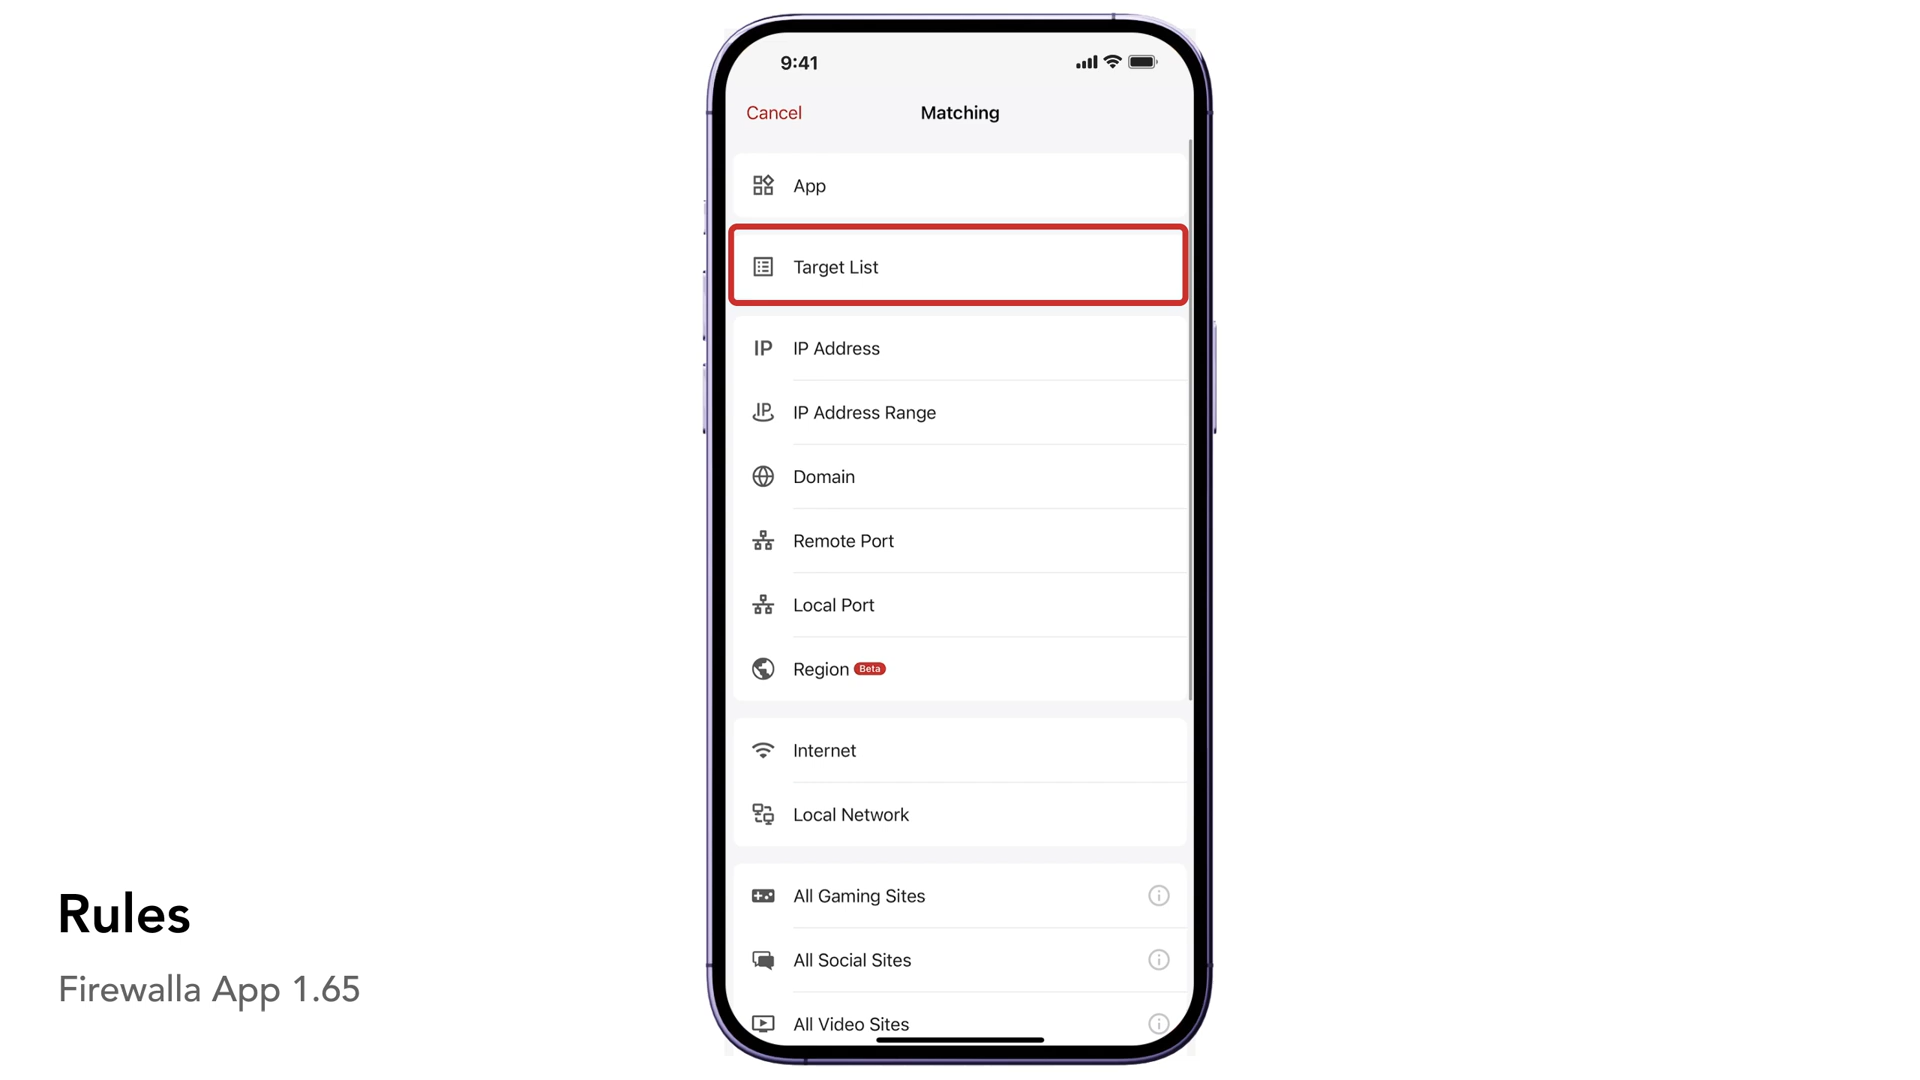 9:41
Cancel
Matching
App
Target List
IP
IP Address
IP
IP Address Range
Domain
Remote Port
Local Port
Region Beta
Internet
Local Network
All Gaming Sites
All Social Sites
All Video Sites
Rules
Firewalla App 1.65